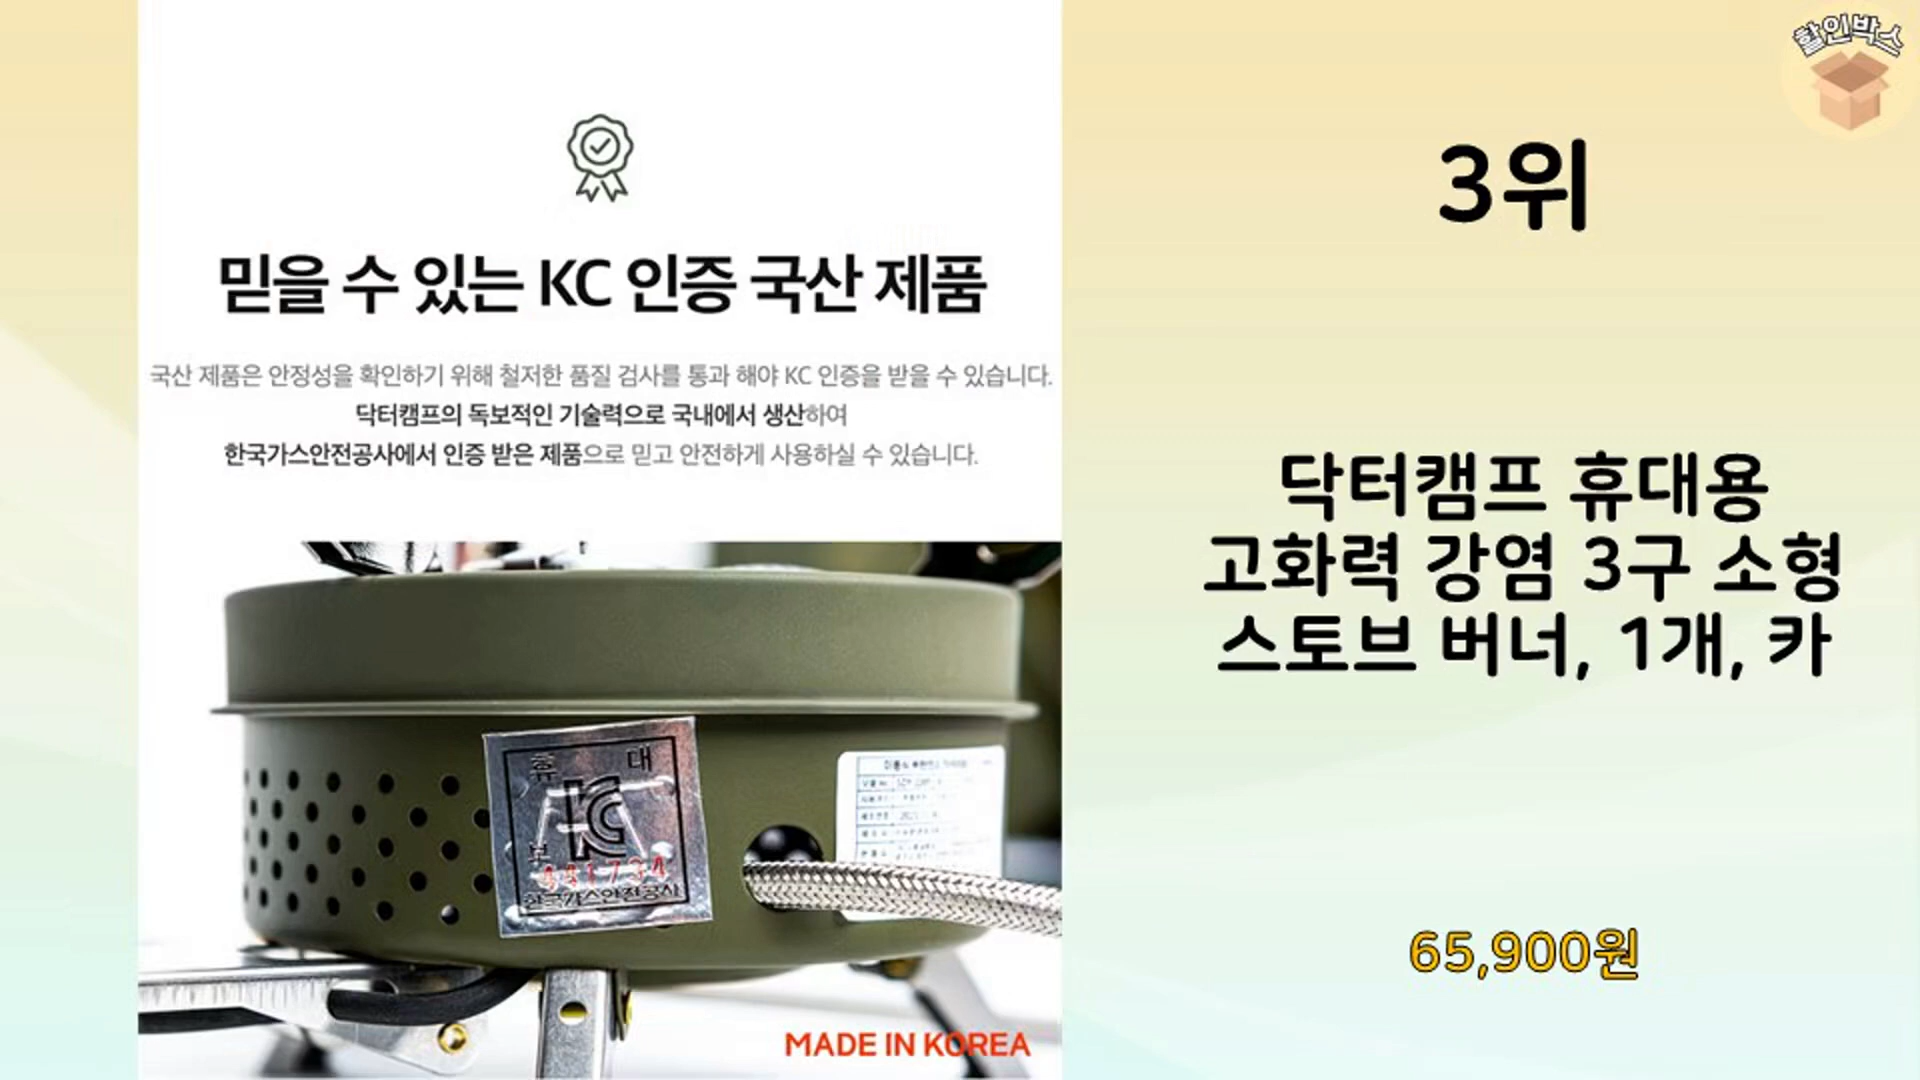 할인박스
3위
믿을 수 있는 KC 인증 국산 제품
국산 제품은 안정성을 확인하기 위해 철저한 품질 검사를 통과 해야 KC 인증을 받을 수 있습니다.
닥터캠프의 독보적인 기술력으로 국내에서 생산하여
한국가스안전공사에서 인증 받은 제품으로 믿고 안전하게 사용하실 수 있습니다.
닥터캠프 휴대용
고화력 강염 3구 소형
스토브 버너, 1개, 카
휴 대
KC
보
한국가스안전공사
65,900원
MADE IN KOREA